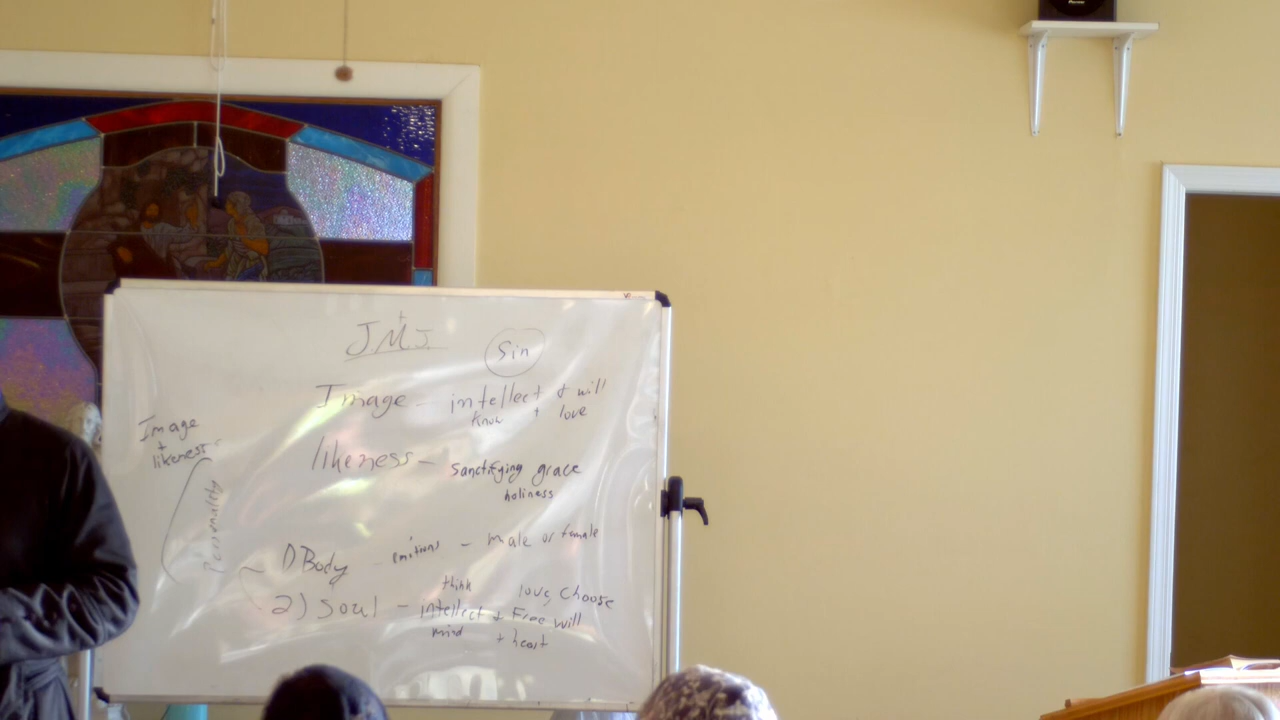 J.M.J.
Sin
Image - intellect + will
know + love
Image
+
likeness
likeness - sanctifying grace
holiness
Personality
1) Body - emotions - male or female
think love, choose
2) Soul - intellect + Free will
mind + heart